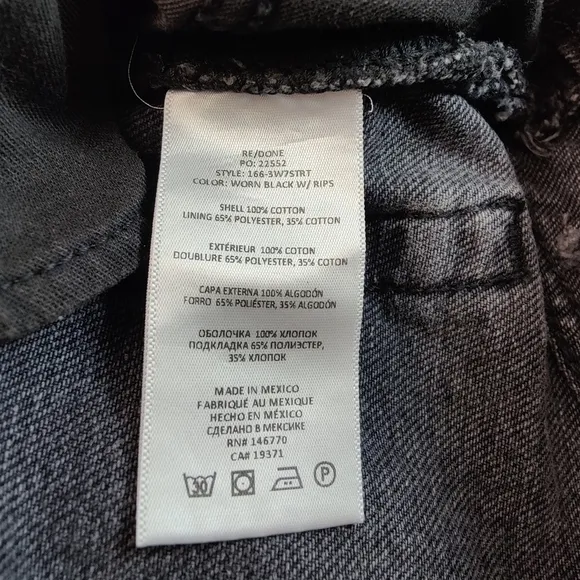 RE/DONE
PO: 22552
STYLE: 166-3W7STRT
COLOR: WORN BLACK W/ RIPS
SHELL 100% COTTON
LINING 65% POLYESTER, 35% COTTON
EXTÉRIEUR 100% COTON
DOUBLURE 65% POLYESTER, 35% COTON
CAPA EXTERNA 100% ALGODÓN
FORRO 65% POLIÉSTER, 35% ALGODÓN
ОБОЛОЧКА 100% ХЛОПОК
ПОДКЛАДКА 65% ПОЛИЭСТЕР,
35% ХЛОПОК
MADE IN MEXICO
FABRIQUÉ AU MEXIQUE
HECHO EN MÉXICO
СДЕЛАНО В МЕКСИКЕ
RN# 146770
CA# 19371
30 P